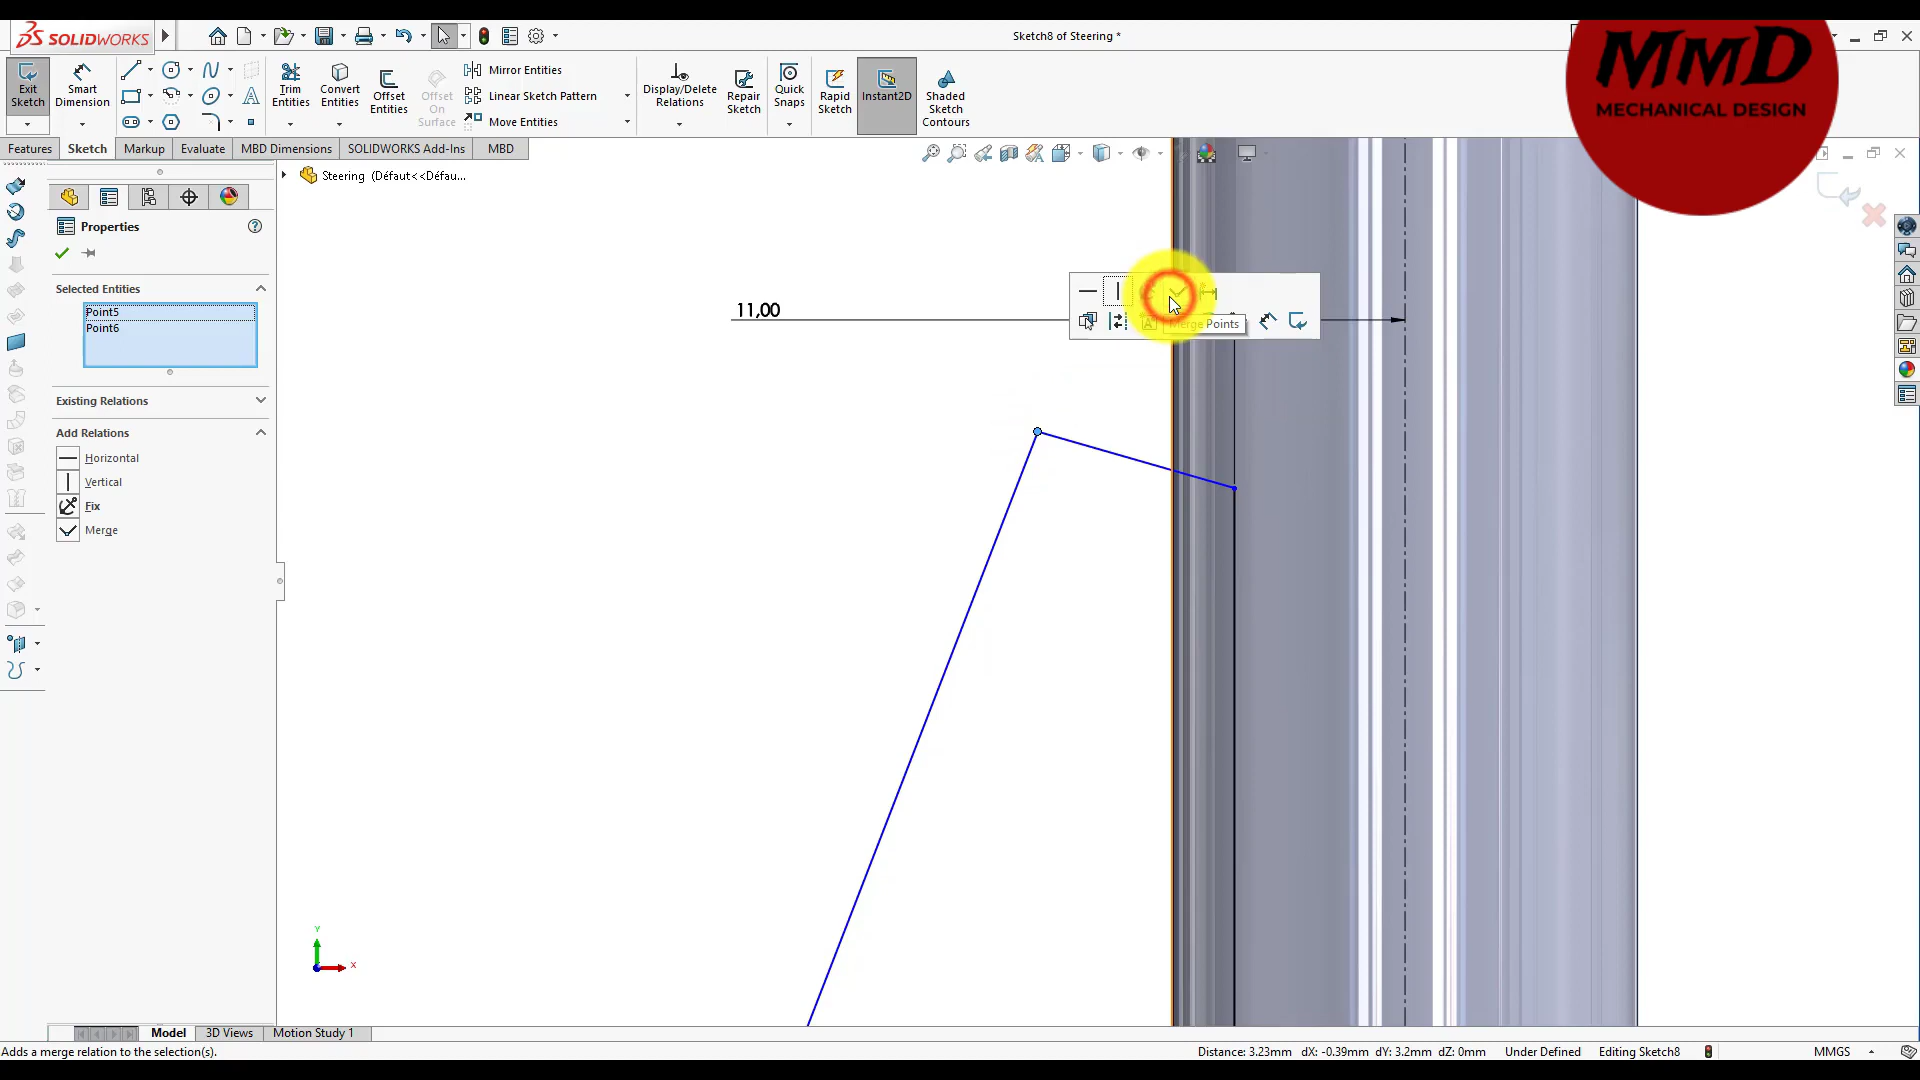 SOLIDWORKS
Sketch8 of Steering *
MMD
MECHANICAL DESIGN
Exit
Sketch
Smart
Dimension
Trim
Entities
Convert
Entities
Offset
Entities
Offset
On
Surface
Mirror Entities
Linear Sketch Pattern
Move Entities
Display/Delete
Relations
Repair
Sketch
Quick
Snaps
Rapid
Sketch
Instant2D
Shaded
Sketch
Contours
Features
Sketch
Markup
Evaluate
MBD Dimensions
SOLIDWORKS Add-Ins
MBD
Steering (Défaut<<Défau...
Properties
Selected Entities
Point5
Point6
Existing Relations
Add Relations
Horizontal
Vertical
Fix
Merge
11,00
Merge Points
Y
X
Model
3D Views
Motion Study 1
Adds a merge relation to the selection(s).
Distance: 3.23mm dX: -0.39mm dY: 3.2mm dZ: 0mm
Under Defined
Editing Sketch8
MMGS